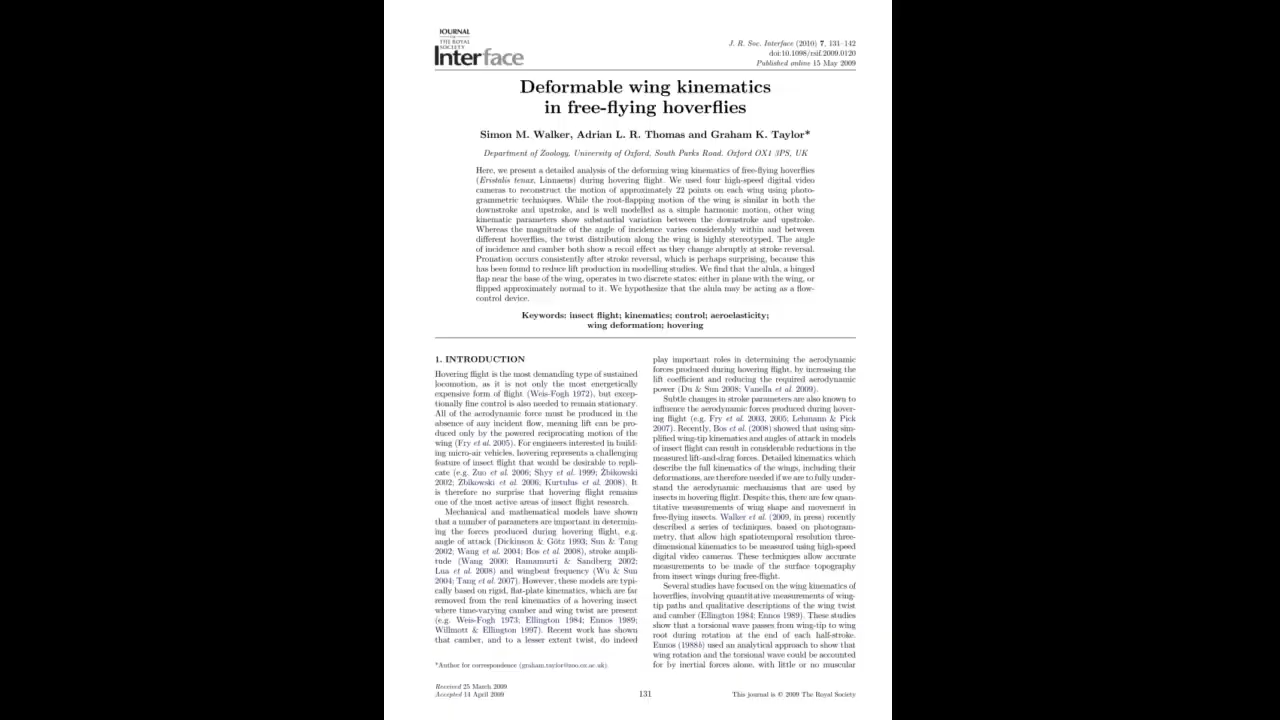 JOURNAL
OF
THE ROYAL
SOCIETY
Interface
J. R. Soc. Interface (2010) 7, 131–142
doi:10.1098/rsif.2009.0120
Published online 15 May 2009
Deformable wing kinematics
in free-flying hoverflies
Simon M. Walker, Adrian L. R. Thomas and Graham K. Taylor*
Department of Zoology, University of Oxford, South Parks Road, Oxford OX1 3PS, UK
Here, we present a detailed analysis of the deforming wing kinematics of free-flying hoverflies
(Eristalis tenax, Linnaeus) during hovering flight. We used four high-speed digital video
cameras to reconstruct the motion of approximately 22 points on each wing using photo-
grammetric techniques. While the root-flapping motion of the wing is similar in both the
downstroke and upstroke, and is well modelled as a simple harmonic motion, other wing
kinematic parameters show substantial variation between the downstroke and upstroke.
Whereas the magnitude of the angle of incidence varies considerably within and between
different hoverflies, the twist distribution along the wing is highly stereotyped. The angle
of incidence and camber both show a recoil effect as they change abruptly at stroke reversal.
Pronation occurs consistently after stroke reversal, which is perhaps surprising, because this
has been found to reduce lift production in modelling studies. We find that the alula, a hinged
flap near the base of the wing, operates in two discrete states: either in plane with the wing, or
flipped approximately normal to it. We hypothesize that the alula may be acting as a flow-
control device.
Keywords: insect flight; kinematics; control; aeroelasticity;
wing deformation; hovering
1. INTRODUCTION
Hovering flight is the most demanding type of sustained
locomotion, as it is not only the most energetically
expensive form of flight (Weis-Fogh 1972), but excep-
tionally fine control is also needed to remain stationary.
All of the aerodynamic force must be produced in the
absence of any incident flow, meaning lift can be pro-
duced only by the powered reciprocating motion of the
wing (Fry et al. 2005). For engineers interested in build-
ing micro-air vehicles, hovering represents a challenging
feature of insect flight that would be desirable to repli-
cate (e.g. Zuo et al. 2006; Shyy et al. 1999; Żbikowski
2002; Żbikowski et al. 2006, Kurtulus et al. 2008). It
is therefore no surprise that hovering flight remains
one of the most active areas of insect flight research.
Mechanical and mathematical models have shown
that a number of parameters are important in determin-
ing the forces produced during hovering flight, e.g.
angle of attack (Dickinson & Götz 1993; Sun & Tang
2002; Wang et al. 2004; Bos et al. 2008), stroke ampli-
tude (Wang 2000; Ramamurti & Sandberg 2002;
Lua et al. 2008) and wingbeat frequency (Wu & Sun
2004; Tang et al. 2007). However, these models are typi-
cally based on rigid, flat-plate kinematics, which are far
removed from the real kinematics of a hovering insect
where time-varying camber and wing twist are present
(e.g. Weis-Fogh 1973; Ellington 1984; Ennos 1989;
Willmott & Ellington 1997). Recent work has shown
that camber, and to a lesser extent twist, do indeed
*Author for correspondence (graham.taylor@zoo.ox.ac.uk).
play important roles in determining the aerodynamic
forces produced during hovering flight, by increasing the
lift coefficient and reducing the required aerodynamic
power (Du & Sun 2008; Vanella et al. 2009).
Subtle changes in stroke parameters are also known to
influence the aerodynamic forces produced during hover-
ing flight (e.g. Fry et al. 2003, 2005; Lehmann & Pick
2007). Recently, Bos et al. (2008) showed that using sim-
plified wing-tip kinematics and angles of attack in models
of insect flight can result in considerable reductions in the
measured lift-and-drag forces. Detailed kinematics which
describe the full kinematics of the wings, including their
deformations, are therefore needed if we are to fully under-
stand the aerodynamic mechanisms that are used by
insects in hovering flight. Despite this, there are few quan-
titative measurements of wing shape and movement in
free-flying insects. Walker et al. (2009, in press) recently
described a series of techniques, based on photogram-
metry, that allow high spatiotemporal resolution three-
dimensional kinematics to be measured using high-speed
digital video cameras. These techniques allow accurate
measurements to be made of the surface topography
from insect wings during free-flight.
Several studies have focused on the wing kinematics of
hoverflies, involving quantitative measurements of wing-
tip paths and qualitative descriptions of the wing twist
and camber (Ellington 1984; Ennos 1989). These studies
show that a torsional wave passes from wing-tip to wing
root during rotation at the end of each half-stroke.
Ennos (1988b) used an analytical approach to show that
wing rotation and the torsional wave could be accounted
for by inertial forces alone, with little or no muscular
Received 25 March 2009
Accepted 14 April 2009
131
This journal is © 2009 The Royal Society